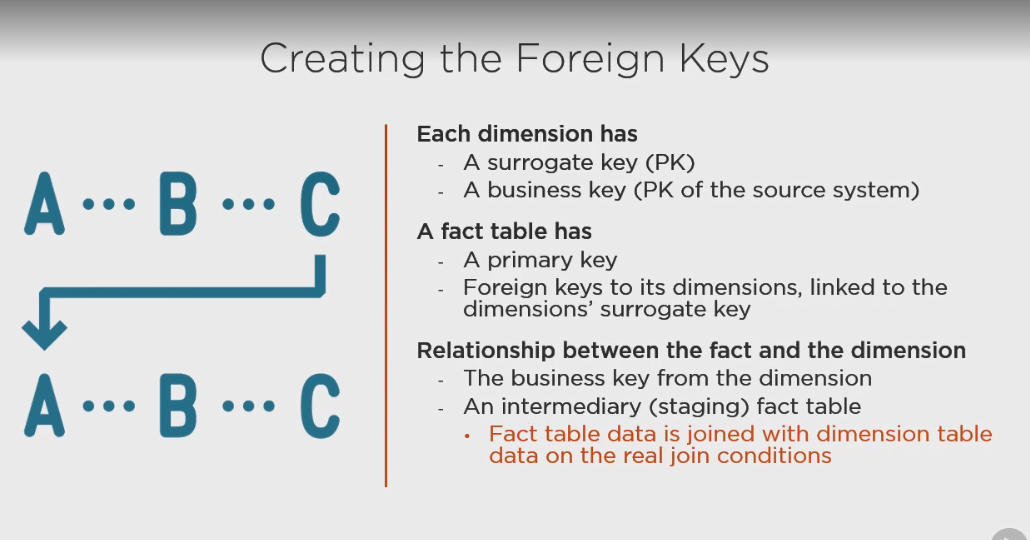 Creating the Foreign Keys
A ··· B ··· C
A ··· B ··· C
Each dimension has
- A surrogate key (PK)
- A business key (PK of the source system)
A fact table has
- A primary key
- Foreign keys to its dimensions, linked to the
dimensions’ surrogate key
Relationship between the fact and the dimension
- The business key from the dimension
- An intermediary (staging) fact table
• Fact table data is joined with dimension table
data on the real join conditions